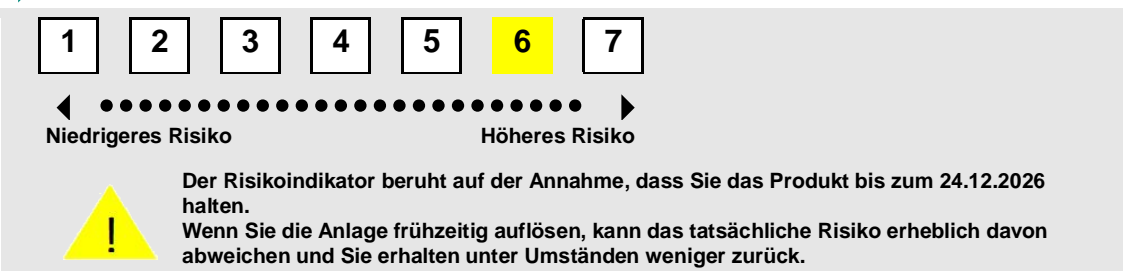 1 2 3 4 5 6 7
Niedrigeres Risiko Höheres Risiko
Der Risikoindikator beruht auf der Annahme, dass Sie das Produkt bis zum 24.12.2026
halten.
! Wenn Sie die Anlage frühzeitig auflösen, kann das tatsächliche Risiko erheblich davon
abweichen und Sie erhalten unter Umständen weniger zurück.